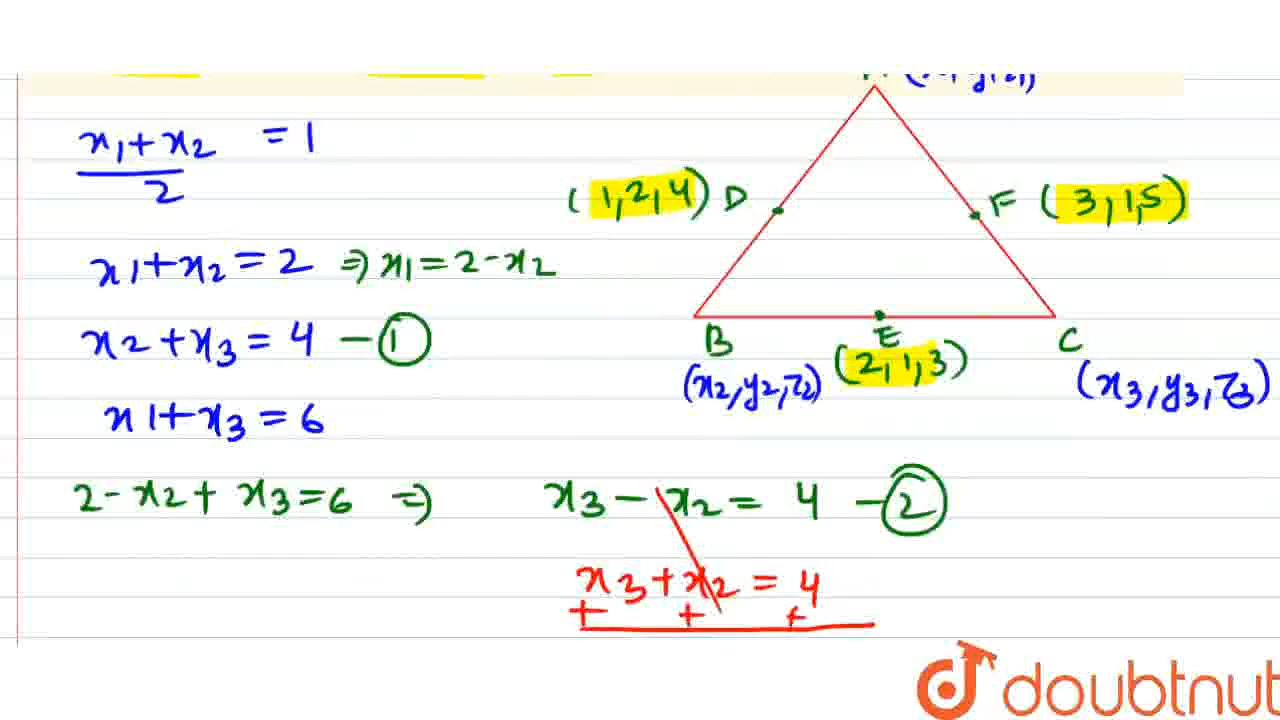 x1+x2 = 1
2
x1+x2 = 2 ⇒ x1 = 2-x2
x2+x3 = 4 - ①
x1+x3 = 6
2-x2+x3 = 6 ⇒ x3-x2 = 4 - ②
x3+x2 = 4
+ + +
(1,2,4) D
F (3,1,5)
B E C
(x2,y2,z2) (2,1,3) (x3,y3,z3)
doubtnut